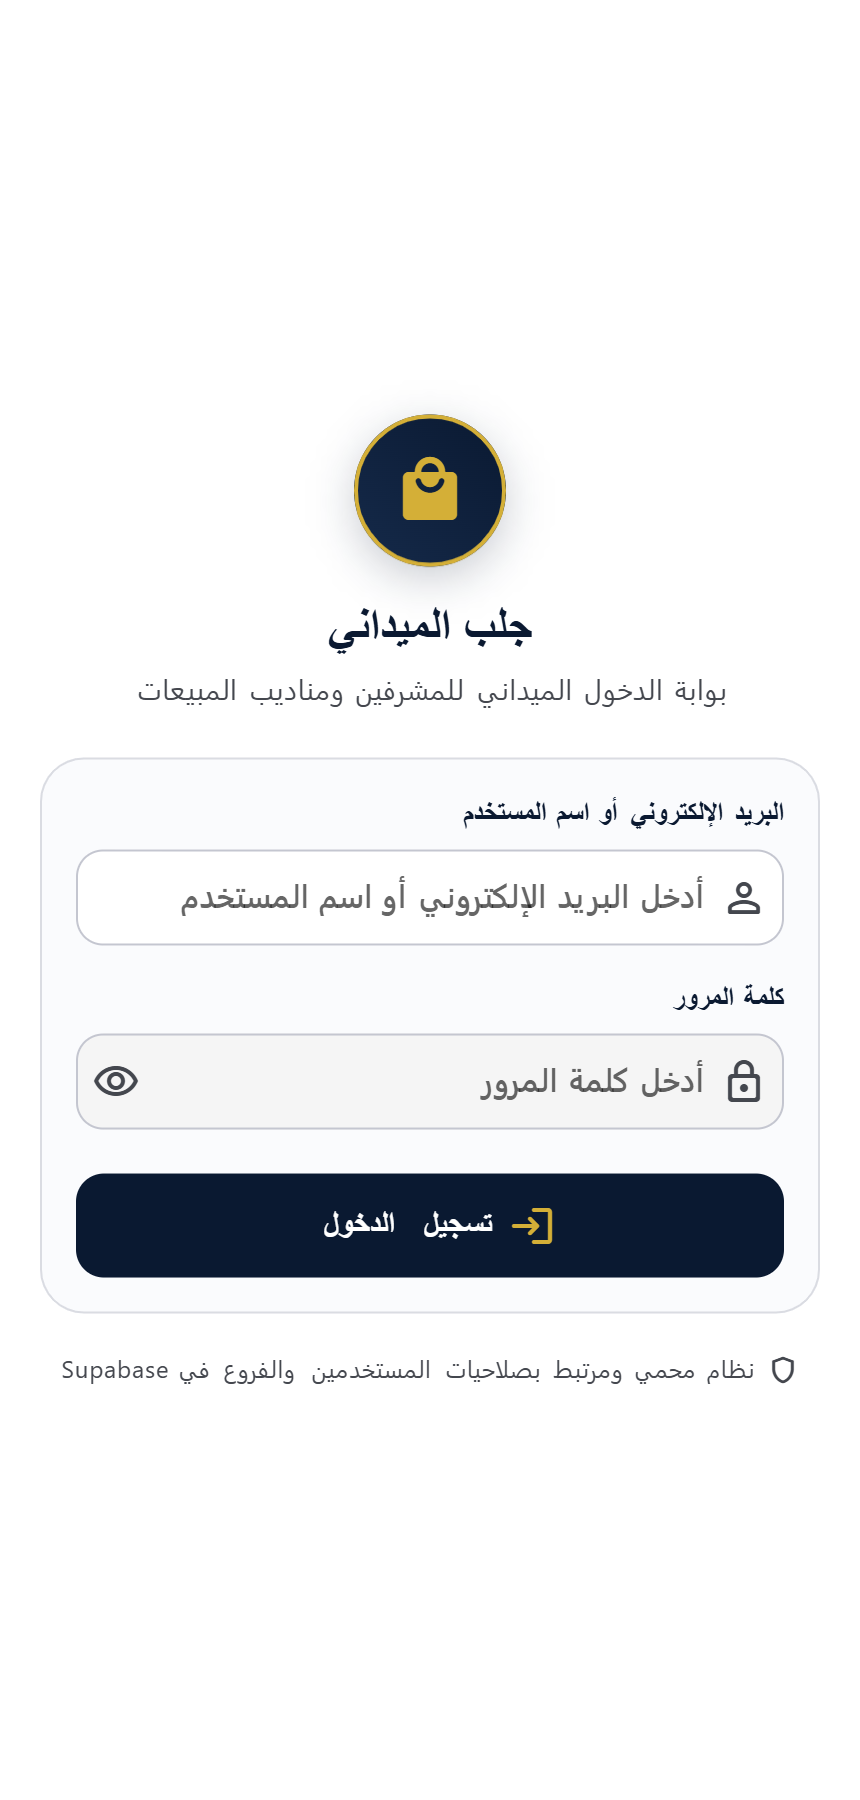 جلب الميداني
بوابة الدخول الميداني للمشرفين ومناديب المبيعات
البريد الإلكتروني أو اسم المستخدم
أدخل البريد الإلكتروني أو اسم المستخدم
كلمة المرور
أدخل كلمة المرور
تسجيل الدخول
نظام محمي ومرتبط بصلاحيات المستخدمين والفروع في Supabase